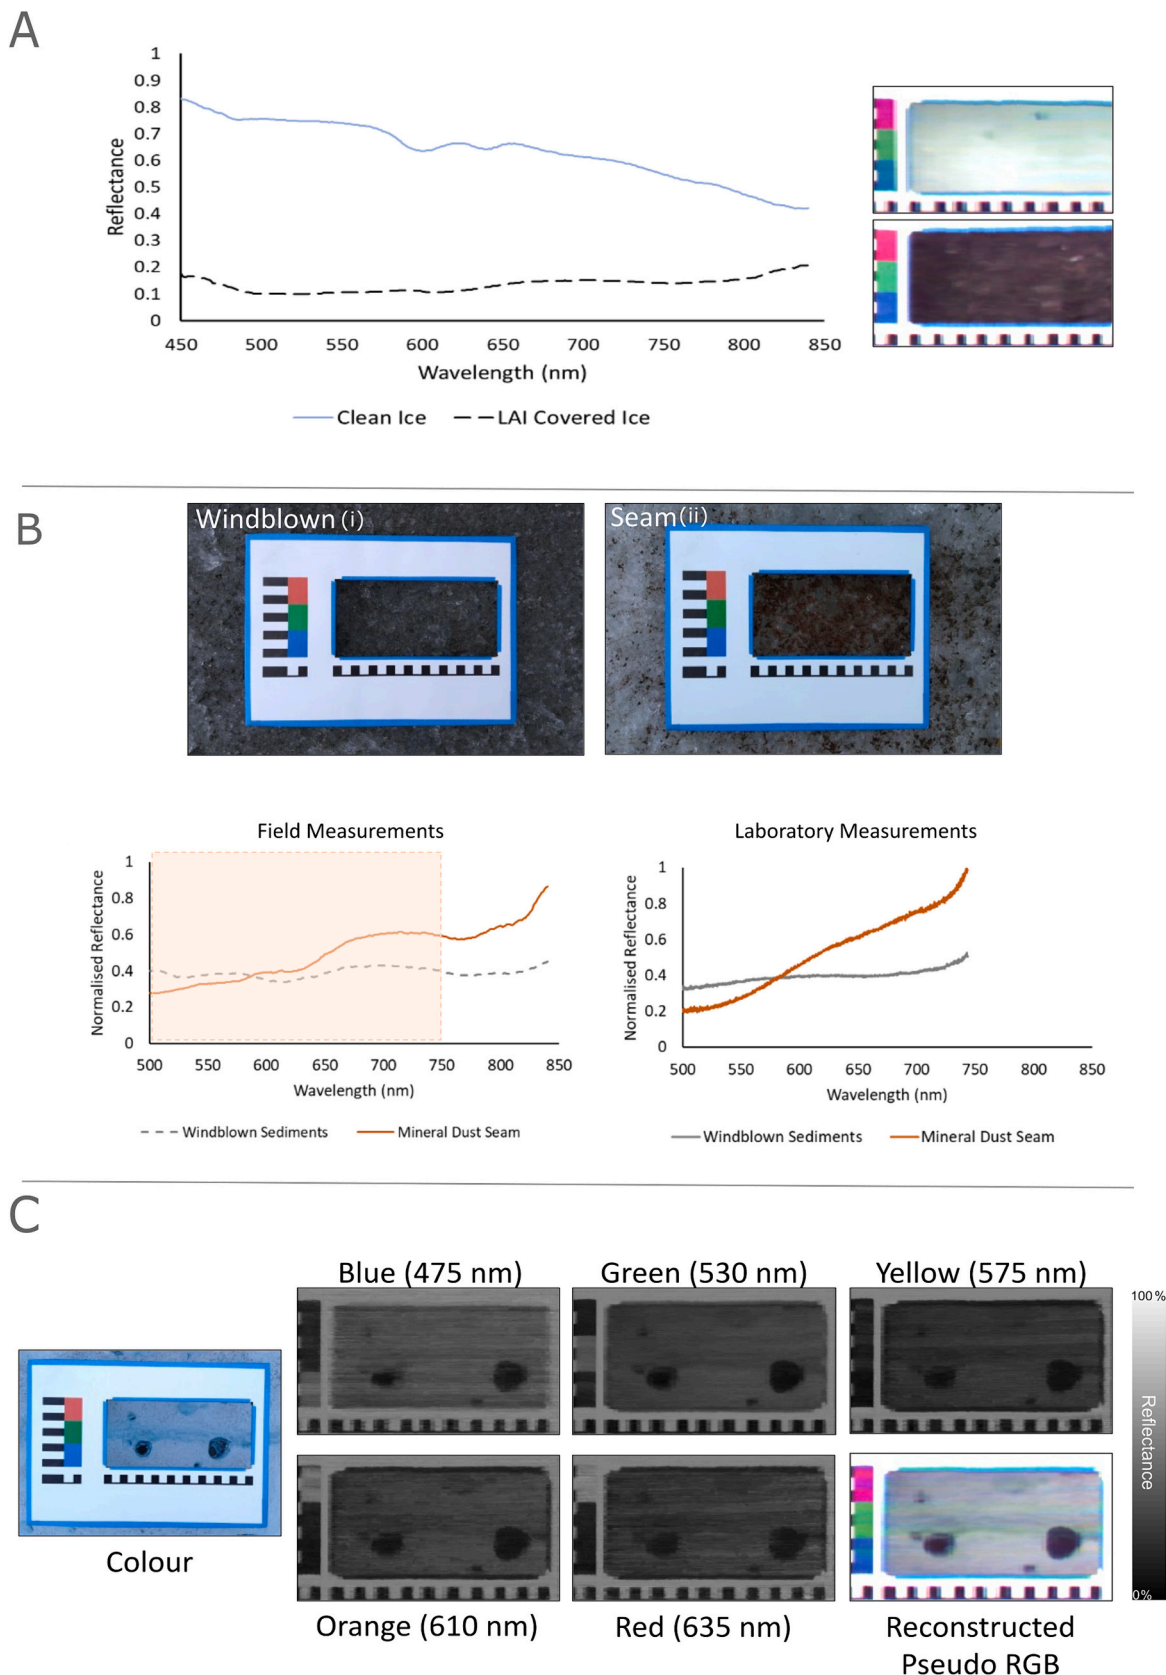 A
1
0.9
0.8
0.7
0.6
0.5
0.4
0.3
0.2
0.1
0
Reflectance
450 500 550 600 650 700 750 800 850
Wavelength (nm)
Clean Ice LAI Covered Ice
B
Windblown (i)
Seam(ii)
Field Measurements
1
0.8
0.6
0.4
0.2
0
Normalised Reflectance
500 550 600 650 700 750 800 850
Wavelength (nm)
Windblown Sediments Mineral Dust Seam
Laboratory Measurements
1
0.8
0.6
0.4
0.2
0
Normalised Reflectance
500 550 600 650 700 750 800 850
Wavelength (nm)
Windblown Sediments Mineral Dust Seam
C
Colour
Blue (475 nm)
Green (530 nm)
Yellow (575 nm)
Orange (610 nm)
Red (635 nm)
Reconstructed
Pseudo RGB
100%
Reflectance
0%